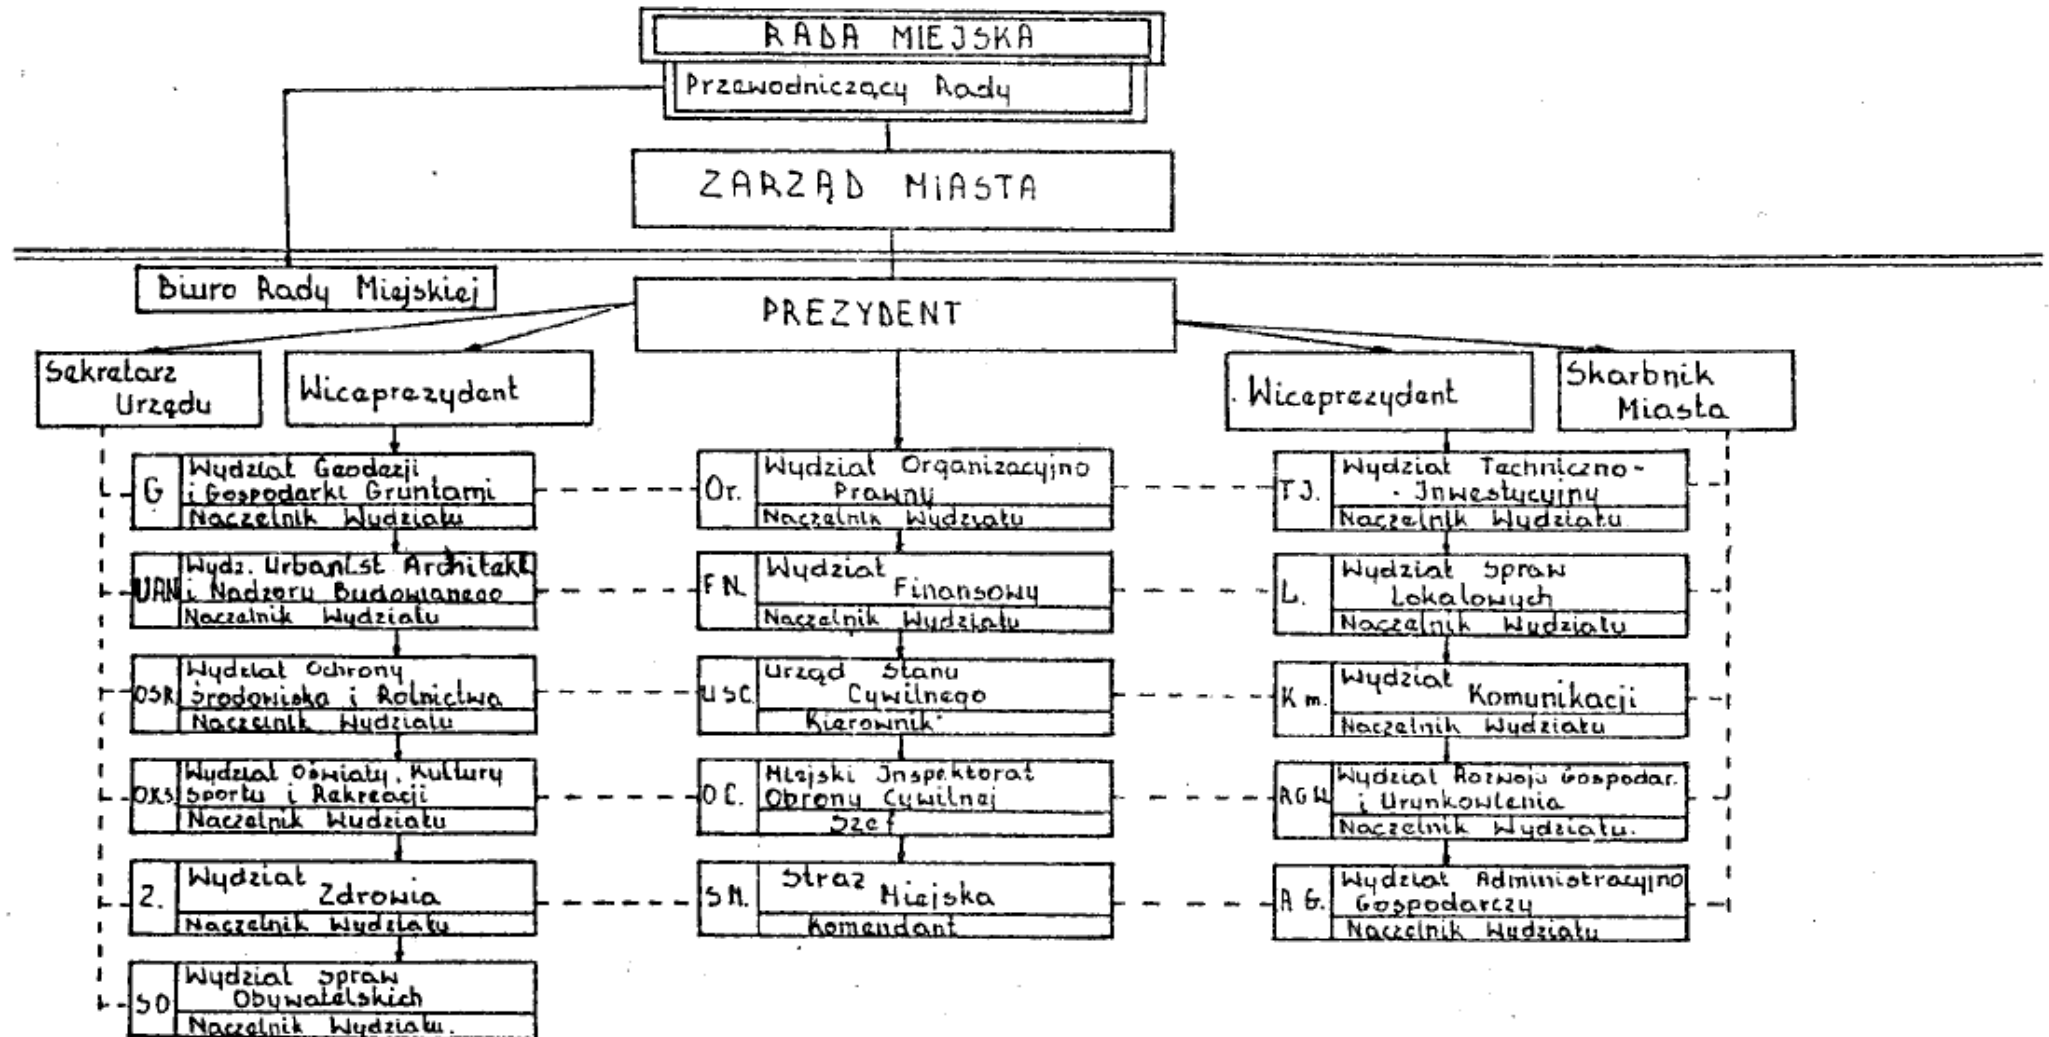 RADA MIEJSKA
Przewodniczący Rady
ZARZĄD MIASTA
Biuro Rady Miejskiej
PREZYDENT
Sekretarz
Urzędu
Wiceprezydent
Wiceprezydent
Skarbnik
Miasta
G
Wydział Geodezji
i Gospodarki Gruntami
Naczelnik Wydziału
UAN
Wydz. Urbanist Architekt
i Nadzoru Budowlanego
Naczelnik Wydziału
OSR
Wydział Ochrony
Środowiska i Rolnictwa
Naczelnik Wydziału
OKS
Wydział Oświaty, Kultury
Sportu i Rekreacji
Naczelnik Wydziału
Z.
Wydział
Zdrowia
Naczelnik Wydziału
SO
Wydział Spraw
Obywatelskich
Naczelnik Wydziału.
Or.
Wydział Organizacyjno
Prawny
Naczelnik Wydziału
FN.
Wydział
Finansowy
Naczelnik Wydziału
USC.
Urząd Stanu
Cywilnego
Kierownik
OC.
Miejski Inspektorat
Obrony Cywilnej
Szef
SM.
Straż
Miejska
Komendant
TJ.
Wydział Techniczno-
Inwestycyjny
Naczelnik Wydziału
L.
Wydział Spraw
Lokalowych
Naczelnik Wydziału
Km.
Wydział
Komunikacji
Naczelnik Wydziału
RGW
Wydział Rozwoju Gospodar.
i Urynkowienia
Naczelnik Wydziału.
AG.
Wydział Administracyjno
Gospodarczy
Naczelnik Wydziału